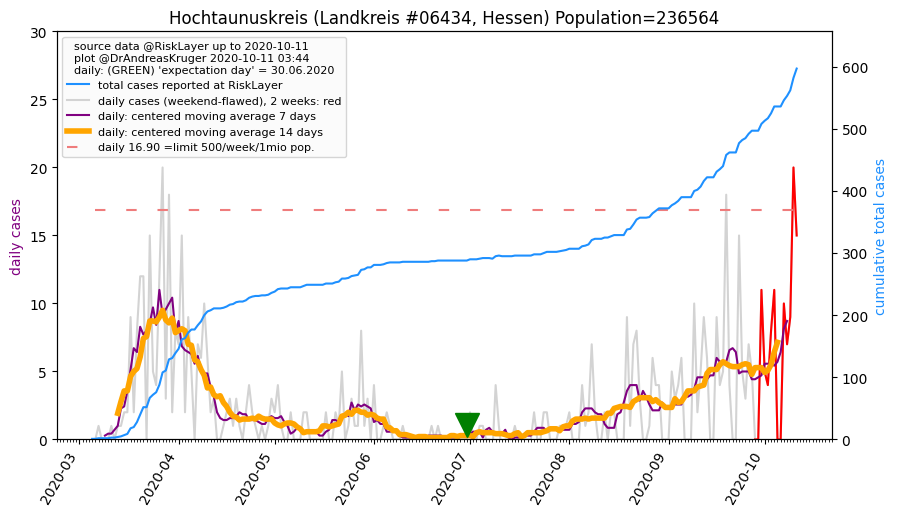 Hochtaunuskreis (Landkreis #06434, Hessen) Population=236564
source data @RiskLayer up to 2020-10-11
plot @DrAndreasKruger 2020-10-11 03:44
daily: (GREEN) 'expectation day' = 30.06.2020
total cases reported at RiskLayer
daily cases (weekend-flawed), 2 weeks: red
daily: centered moving average 7 days
daily: centered moving average 14 days
daily 16.90 =limit 500/week/1mio pop.
daily cases
30
25
20
15
10
5
0
cumulative total cases
600
500
400
300
200
100
0
2020-03
2020-04
2020-05
2020-06
2020-07
2020-08
2020-09
2020-10